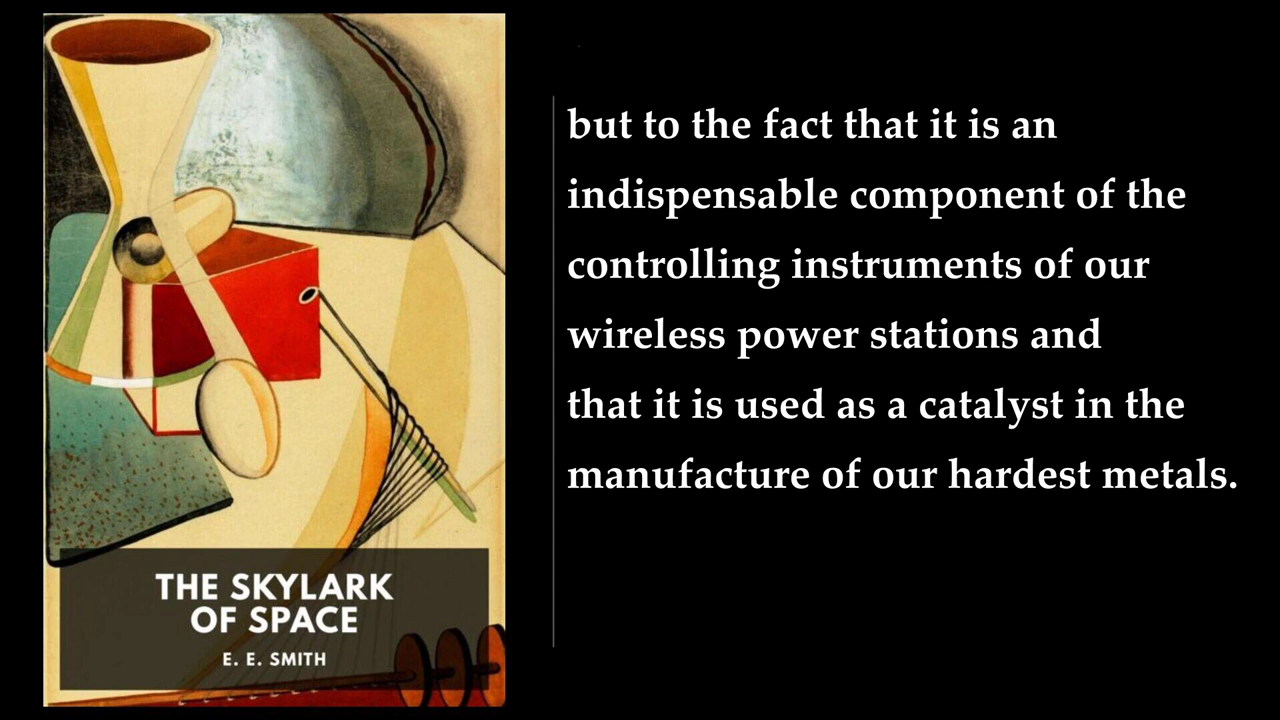 THE SKYLARK
OF SPACE
E. E. SMITH
but to the fact that it is an
indispensable component of the
controlling instruments of our
wireless power stations and
that it is used as a catalyst in the
manufacture of our hardest metals.